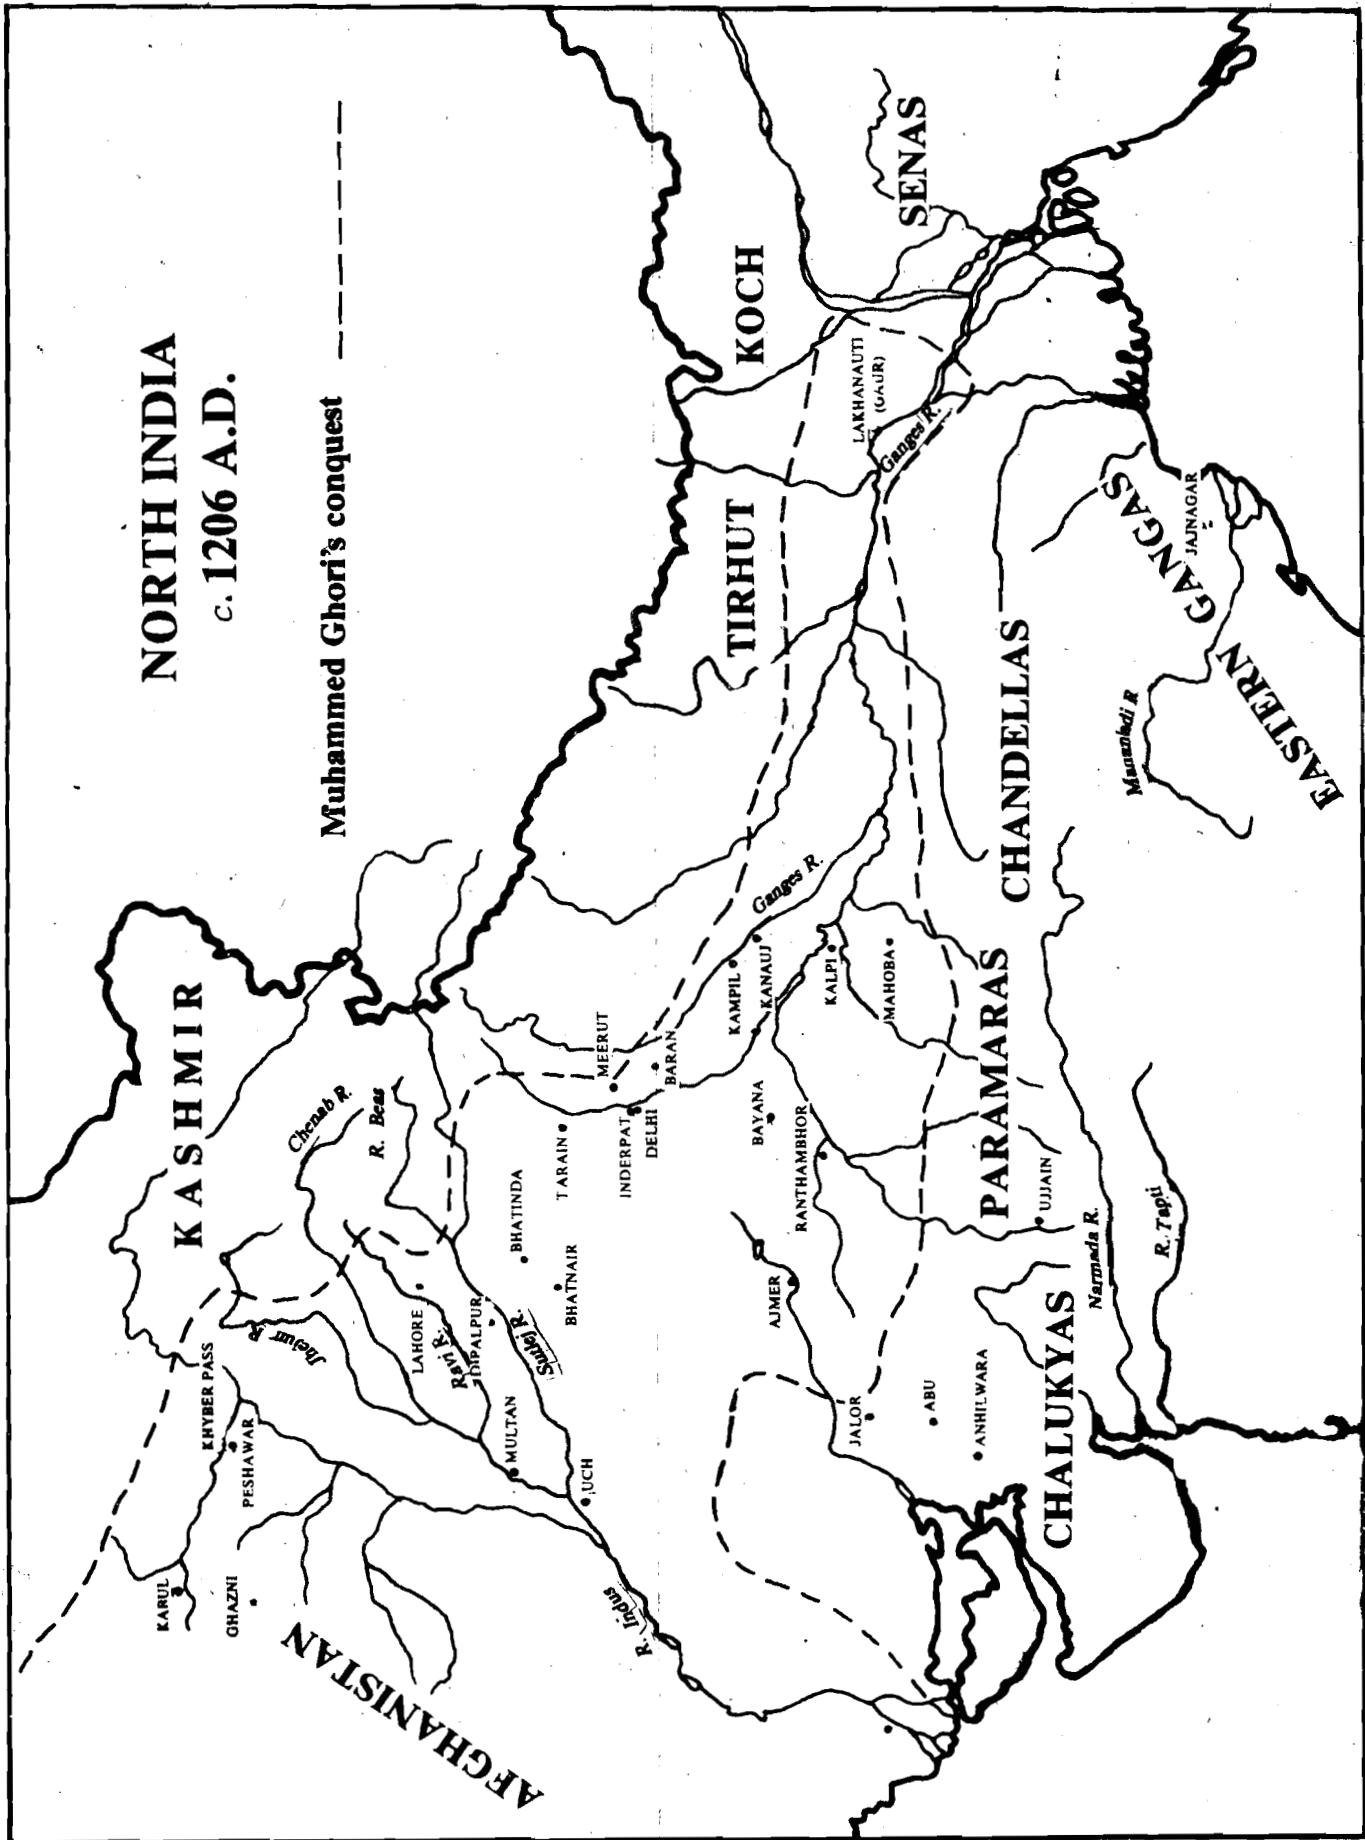 NORTH INDIA
c. 1206 A.D.
Muhammed Ghori's conquest
KASHMIR
AFGHANISTAN
KARUL
GHAZNI
KHYBER PASS
PESHAWAR
Jhelum R
Chenab R.
R. Beas
LAHORE
Ravi R.
DIPALPUR
Sutlej R.
MULTAN
UCH
R. Indus
BHATINDA
BHATNAIR
TARAIN
INDERPAT
DELHI
MEERUT
BARAN
KAMPIL
KANAUJ
Ganges R.
KALPI
MAHOBA
BAYANA
RANTHAMBHOR
AJMER
JALOR
ABU
ANHILWARA
UJJAIN
CHALUKYAS
PARAMARAS
CHANDELLAS
Narmada R.
R. Tapti
TIRHUT
KOCH
SENAS
LAKHANAUTI
(GAUR)
Ganges R.
EASTERN GANGAS
JAJNAGAR